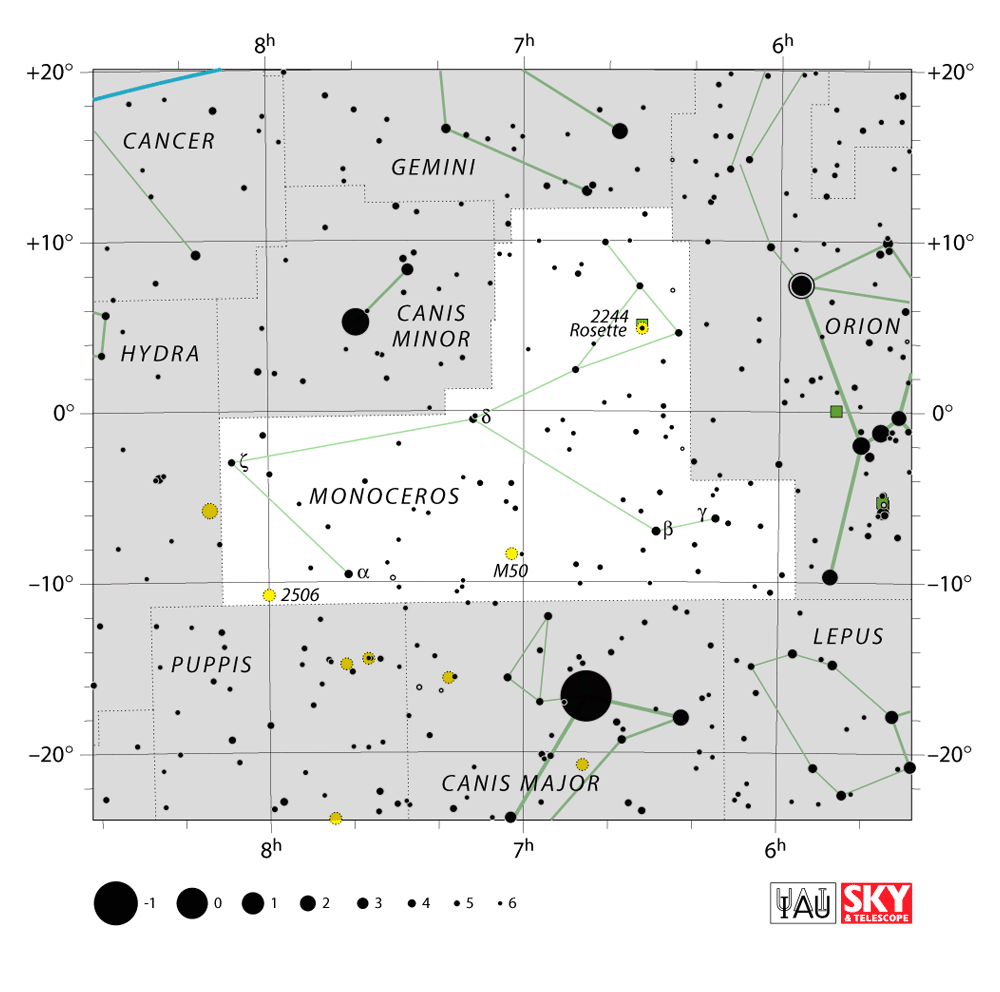 8h 7h 6h
+20° +20°
CANCER
GEMINI
+10° +10°
2244
Rosette
CANIS
MINOR
ORION
HYDRA
0° 0°
δ
ζ
MONOCEROS
γ
β
M50
α
−10° −10°
2506
LEPUS
PUPPIS
−20° −20°
CANIS MAJOR
8h 7h 6h
-1 0 1 2 3 4 5 6
IAU
SKY
& TELESCOPE